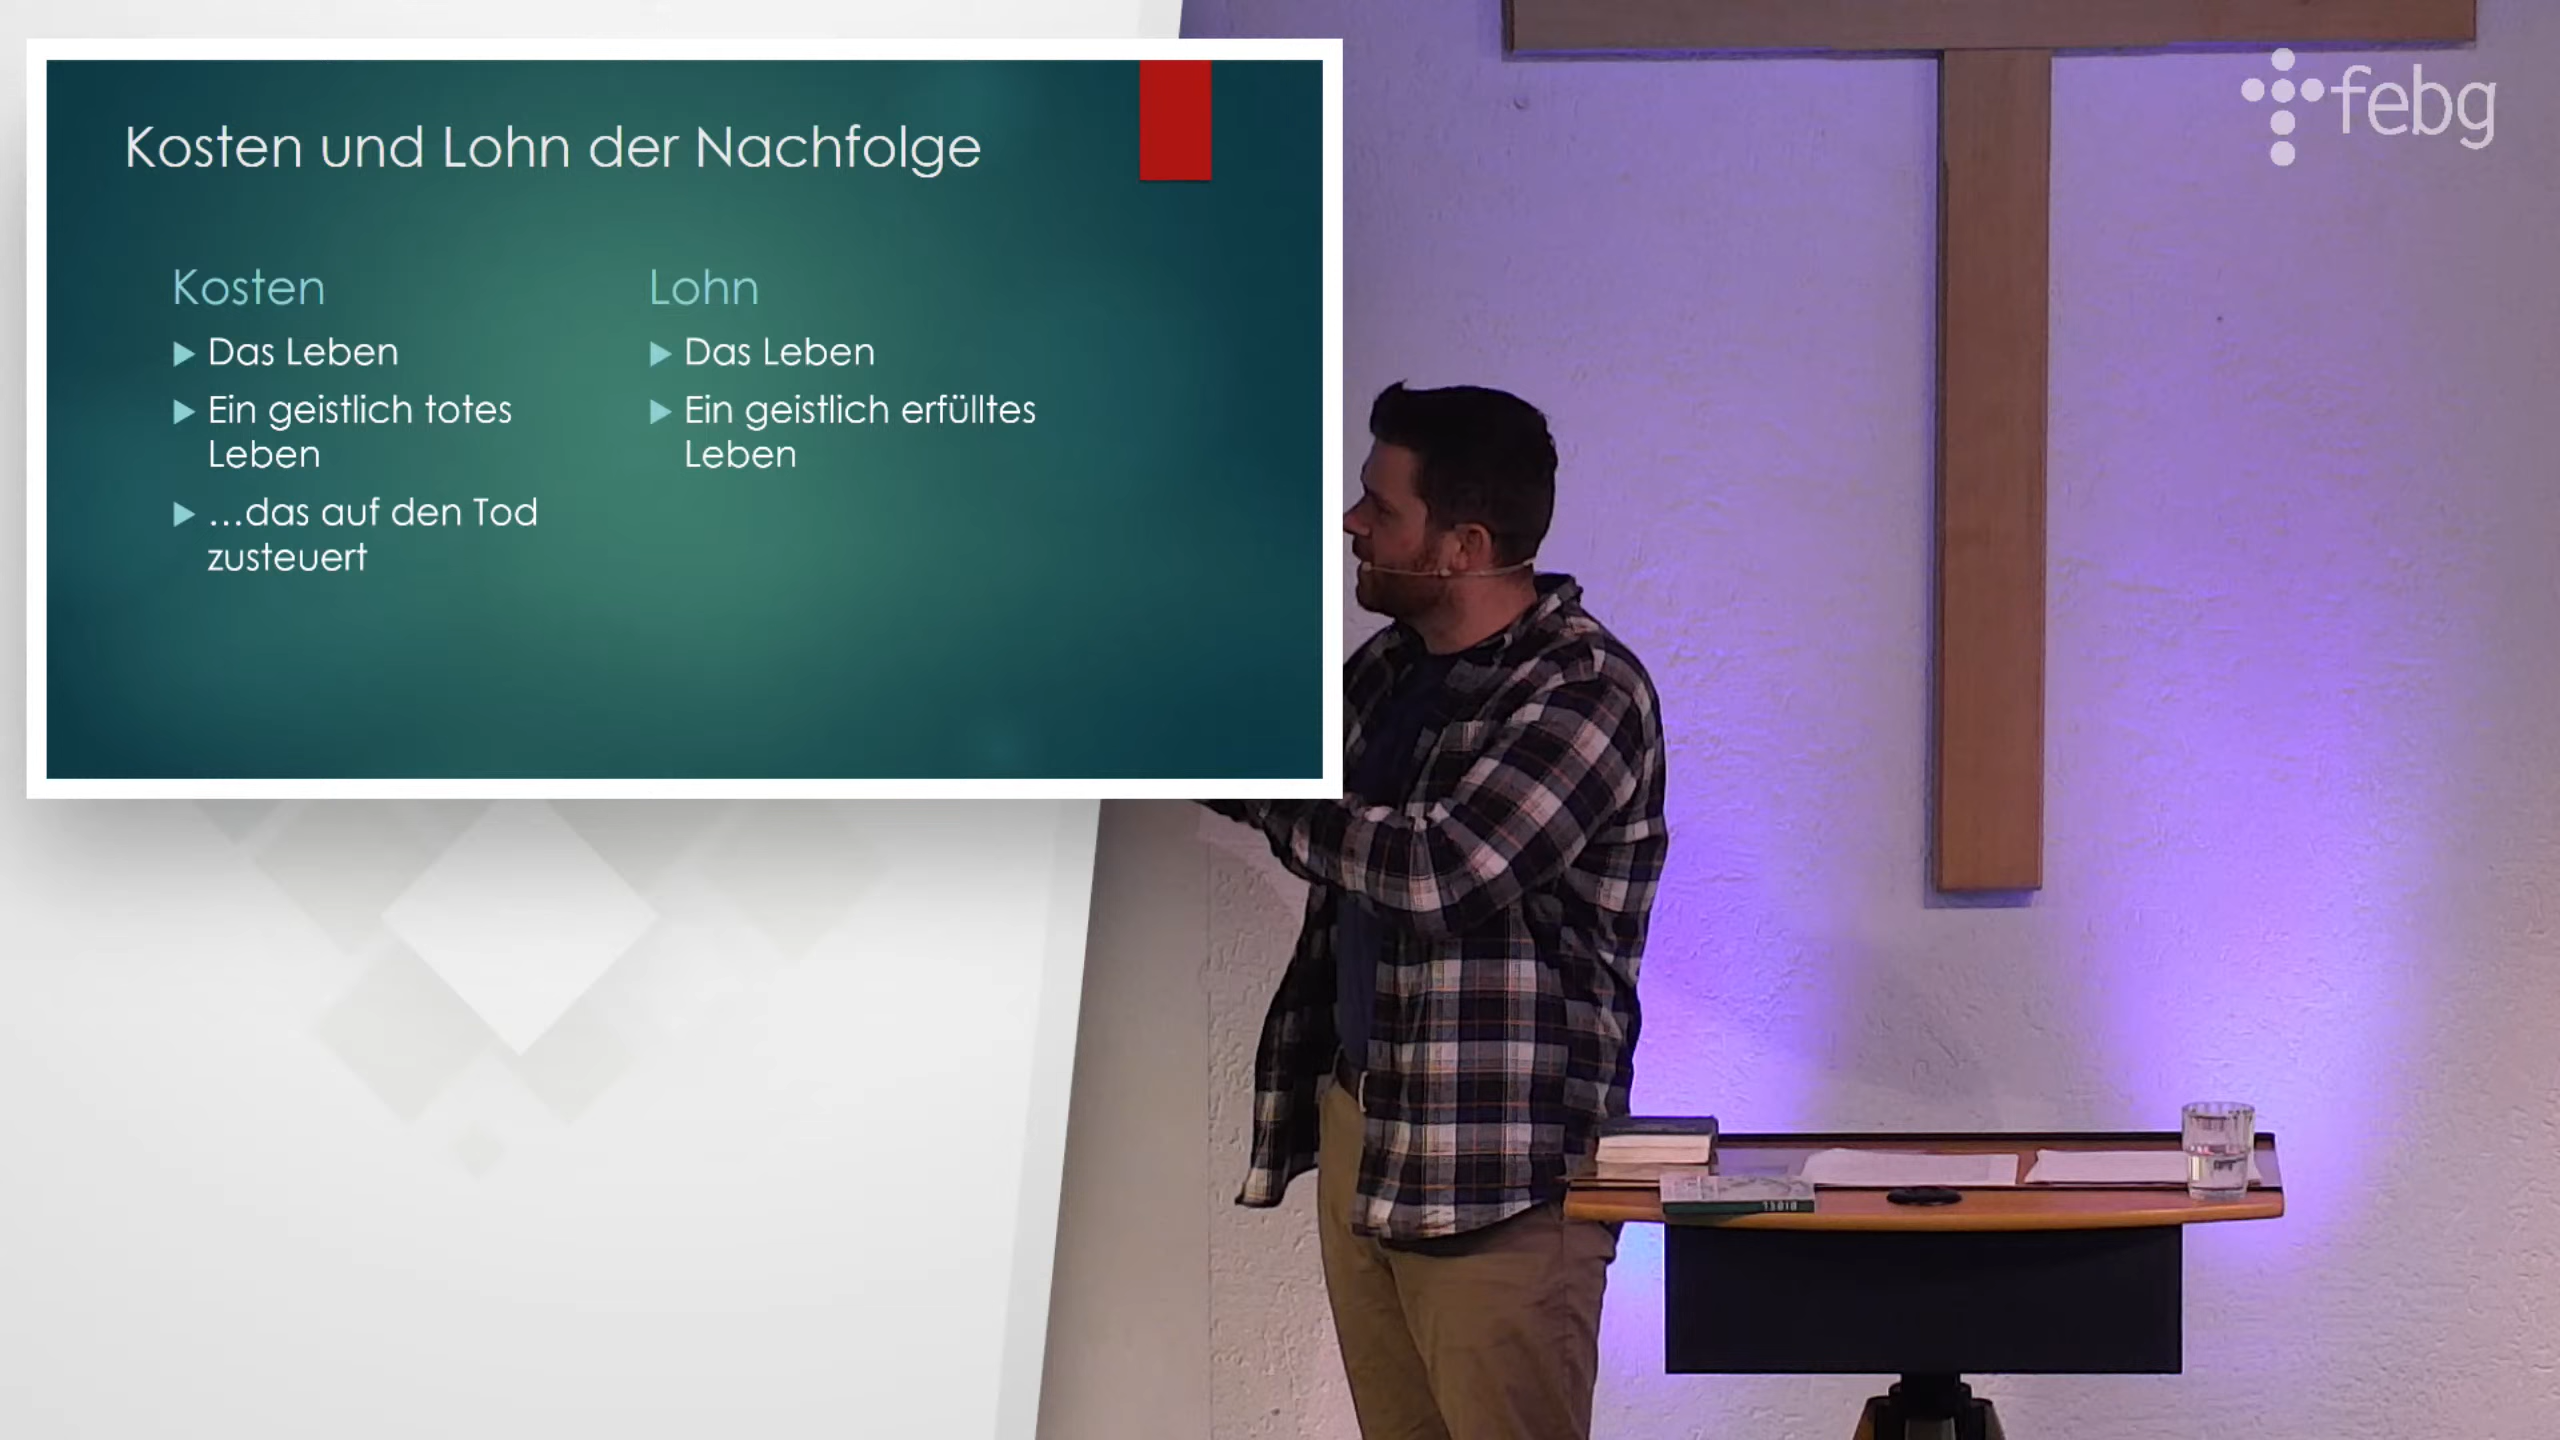 Kosten und Lohn der Nachfolge
Kosten
▶ Das Leben
▶ Ein geistlich totes
Leben
▶ …das auf den Tod
zusteuert
Lohn
▶ Das Leben
▶ Ein geistlich erfülltes
Leben
febg
BIBEL